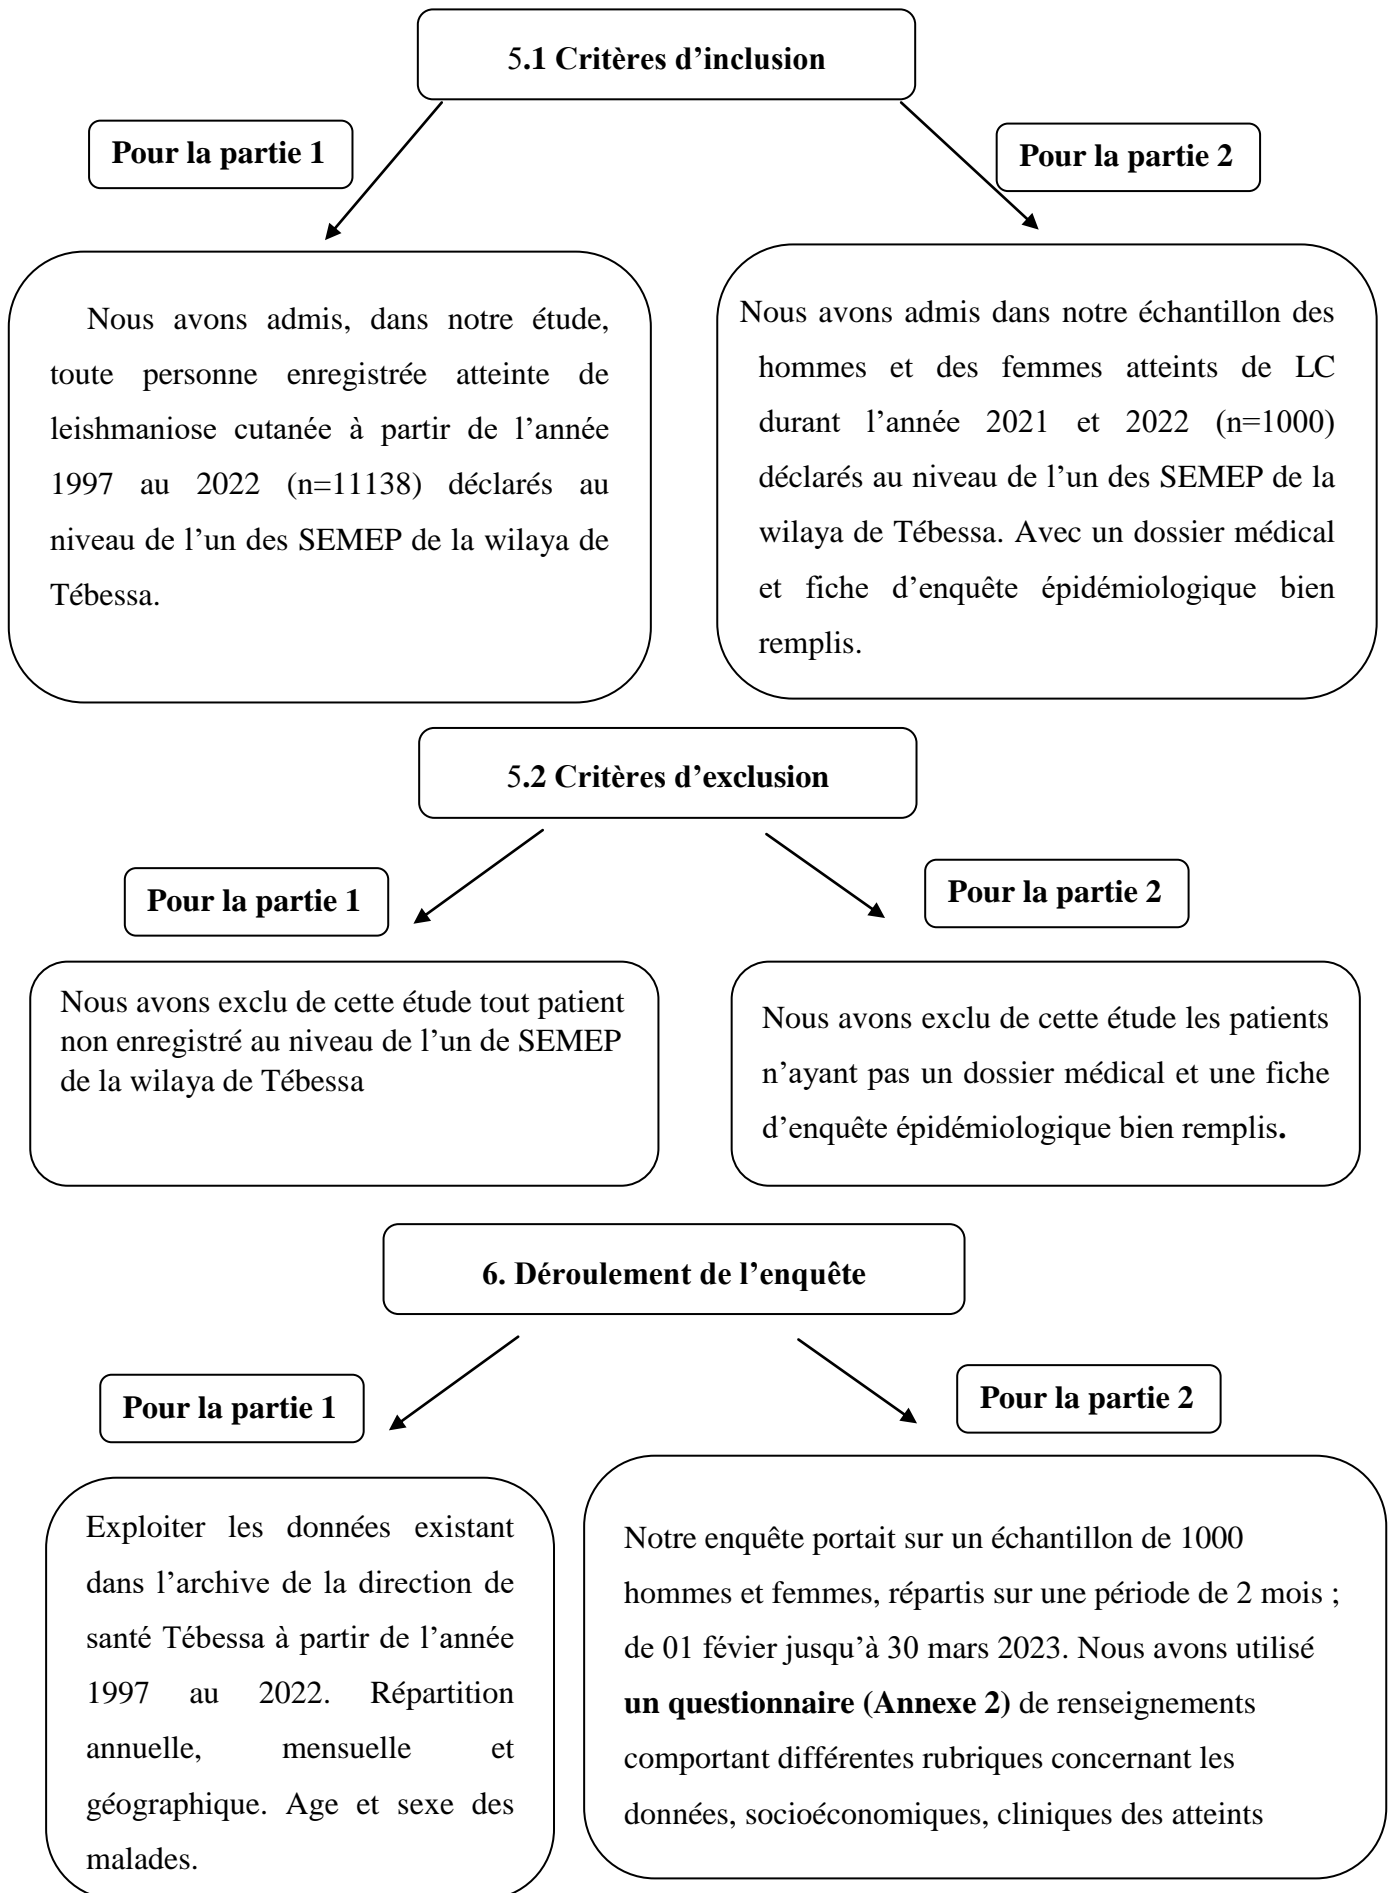 5.1 Critères d’inclusion
Pour la partie 1
Pour la partie 2
Nous avons admis, dans notre étude,
toute personne enregistrée atteinte de
leishmaniose cutanée à partir de l’année
1997 au 2022 (n=11138) déclarés au
niveau de l’un des SEMEP de la wilaya de
Tébessa.
Nous avons admis dans notre échantillon des
hommes et des femmes atteints de LC
durant l’année 2021 et 2022 (n=1000)
déclarés au niveau de l’un des SEMEP de la
wilaya de Tébessa. Avec un dossier médical
et fiche d’enquête épidémiologique bien
remplis.
5.2 Critères d’exclusion
Pour la partie 1
Pour la partie 2
Nous avons exclu de cette étude tout patient
non enregistré au niveau de l’un de SEMEP
de la wilaya de Tébessa
Nous avons exclu de cette étude les patients
n’ayant pas un dossier médical et une fiche
d’enquête épidémiologique bien remplis.
6. Déroulement de l’enquête
Pour la partie 1
Pour la partie 2
Exploiter les données existant
dans l’archive de la direction de
santé Tébessa à partir de l’année
1997 au 2022. Répartition
annuelle, mensuelle et
géographique. Age et sexe des
malades.
Notre enquête portait sur un échantillon de 1000
hommes et femmes, répartis sur une période de 2 mois ;
de 01 févier jusqu’à 30 mars 2023. Nous avons utilisé
un questionnaire (Annexe 2) de renseignements
comportant différentes rubriques concernant les
données, socioéconomiques, cliniques des atteints